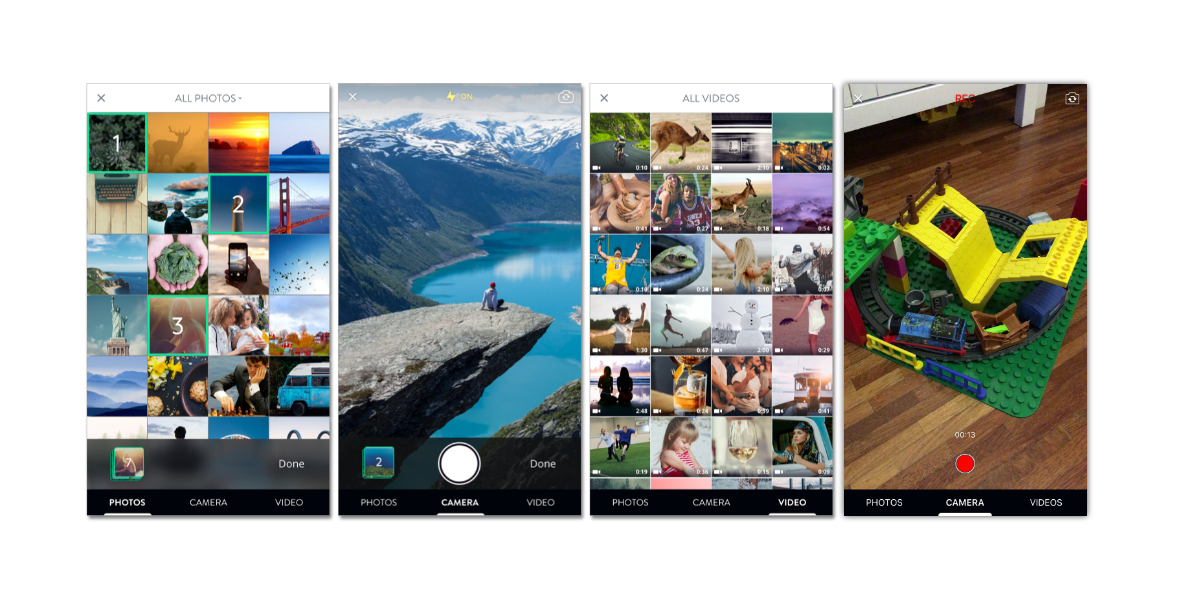 ALL PHOTOS
1
2
3
Done
PHOTOS CAMERA VIDEO
ON
2
Done
PHOTOS CAMERA VIDEO
ALL VIDEOS
0:10 0:24 2:10 0:02
0:41 0:27 0:18 0:54
0:10 0:24 2:10 0:07
1:30 0:47 2:00 0:29
2:48 0:24 0:39 0:41
0:19 0:36 0:15 0:09
PHOTOS CAMERA VIDEO
REC
00:13
PHOTOS CAMERA VIDEOS